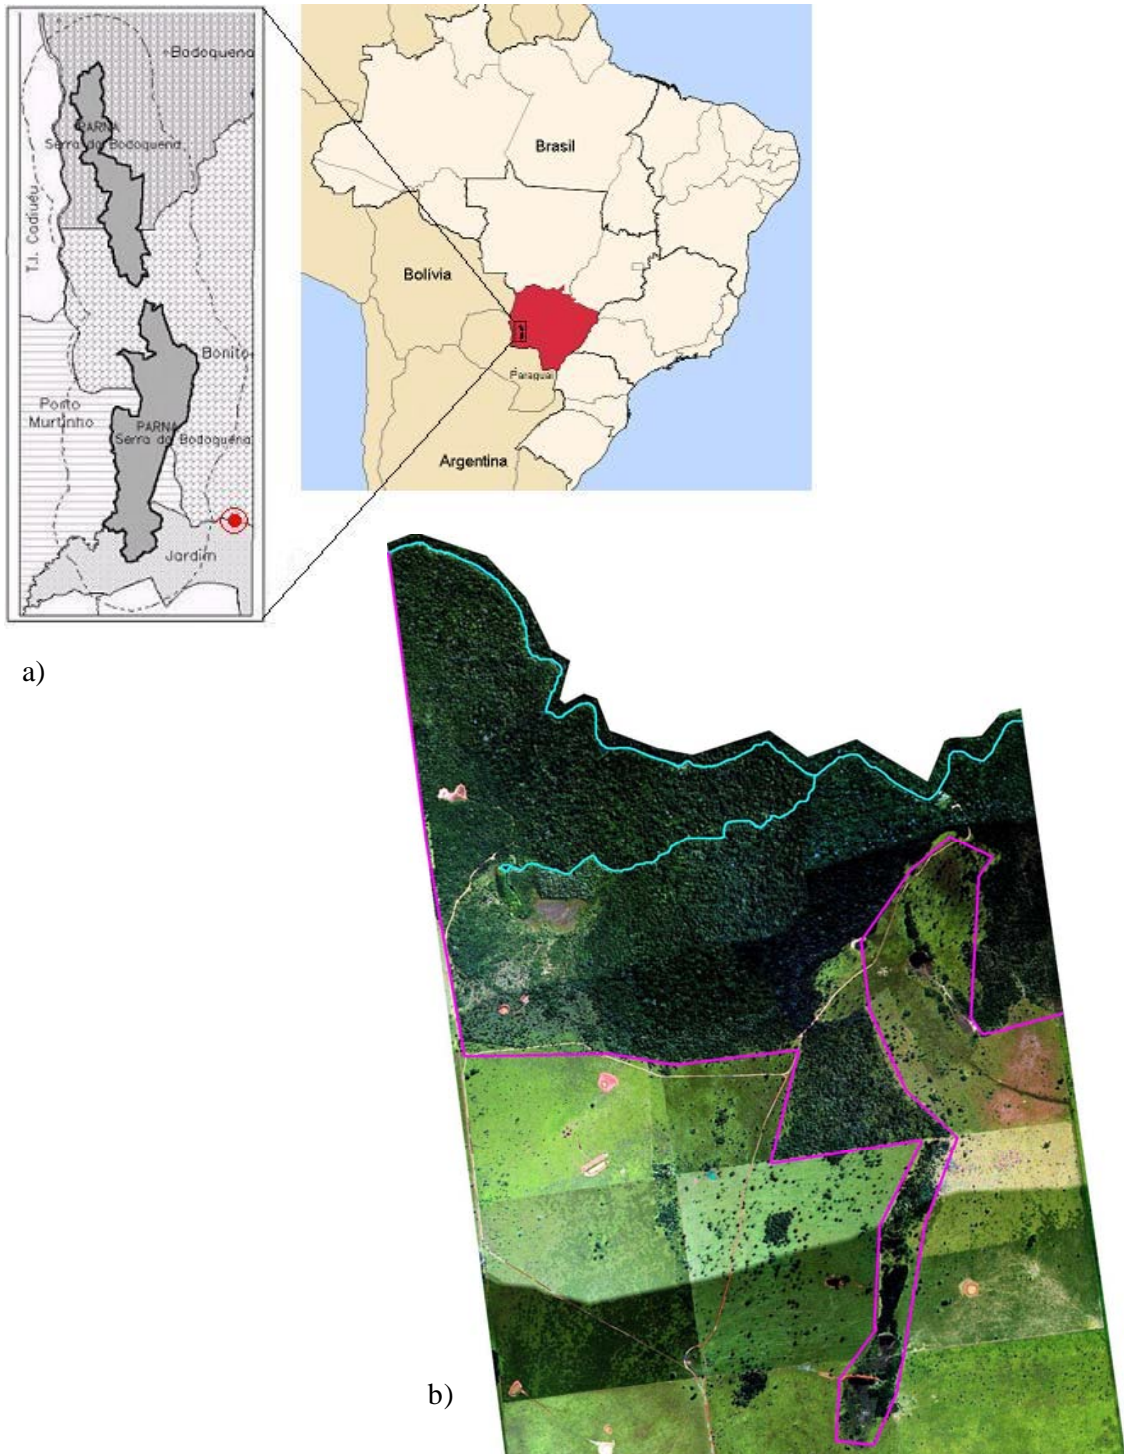 Bodoquena
PARNA
Serra da Bodoquena
T.I. Cadiuéu
Bonito
Porto
Murtinho
PARNA
Serra da Bodoquena
Jardim
Brasil
Bolívia
Paraguai
Argentina
a)
b)